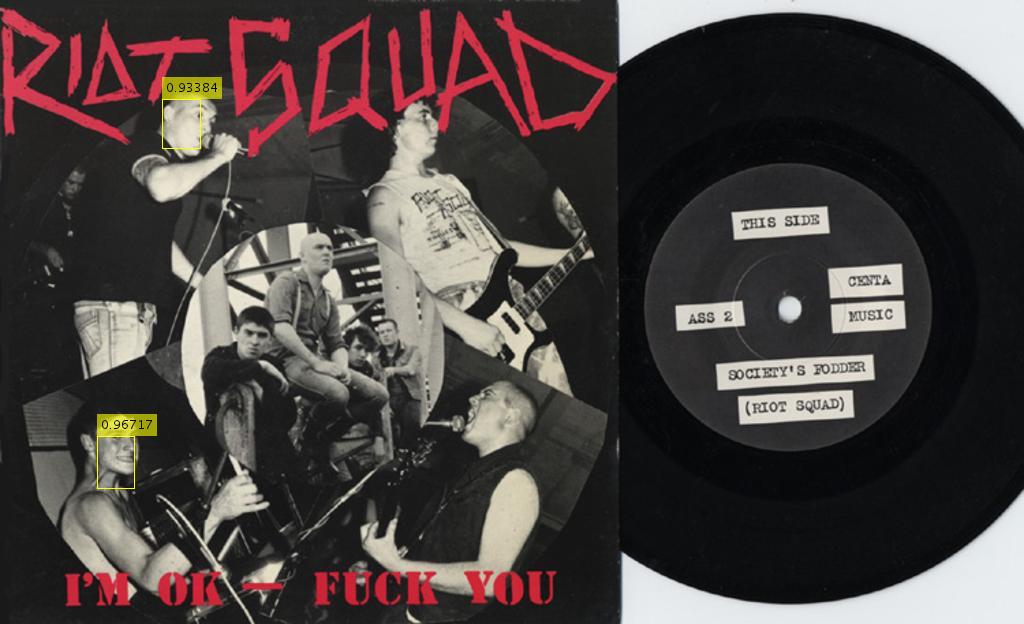 RIOT SQUAD
0.93384
0.96717
I'M OK — FUCK YOU
THIS SIDE
CENTA
ASS 2
MUSIC
SOCIETY'S FODDER
(RIOT SQUAD)